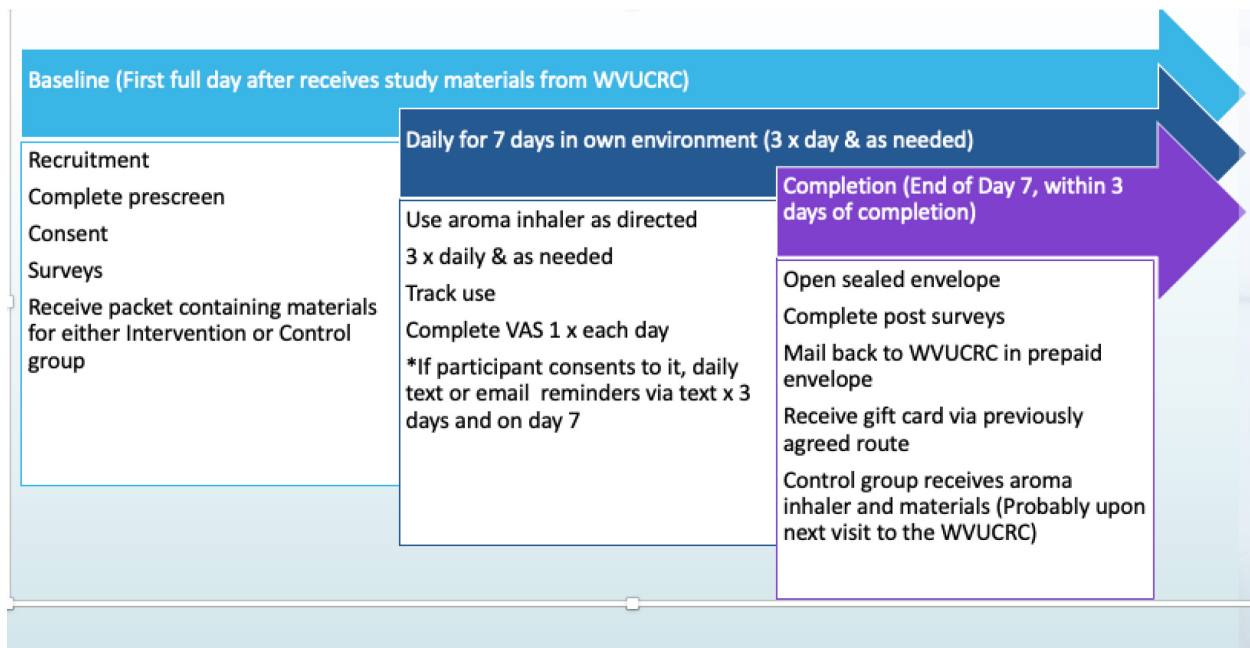 Baseline (First full day after receives study materials from WVUCRC)
Recruitment
Complete prescreen
Consent
Surveys
Receive packet containing materials
for either Intervention or Control
group
Daily for 7 days in own environment (3 x day & as needed)
Use aroma inhaler as directed
3 x daily & as needed
Track use
Complete VAS 1 x each day
*If participant consents to it, daily
text or email  reminders via text x 3
days and on day 7
Completion (End of Day 7, within 3
days of completion)
Open sealed envelope
Complete post surveys
Mail back to WVUCRC in prepaid
envelope
Receive gift card via previously
agreed route
Control group receives aroma
inhaler and materials (Probably upon
next visit to the WVUCRC)